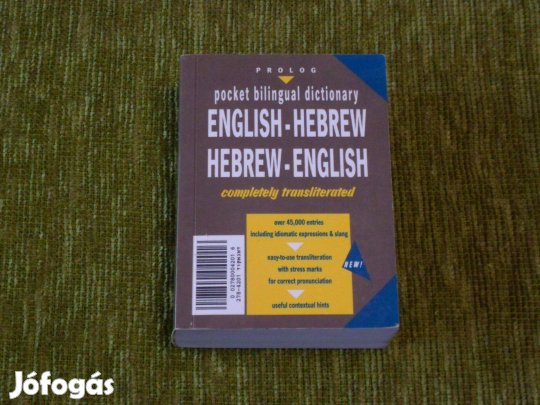 PROLOG
pocket bilingual dictionary
ENGLISH-HEBREW
HEBREW-ENGLISH
completely transliterated
over 45,000 entries
including idiomatic expressions & slang
easy-to-use transliteration
with stress marks
for correct pronunciation
useful contextual hints
NEW!
Jófogás